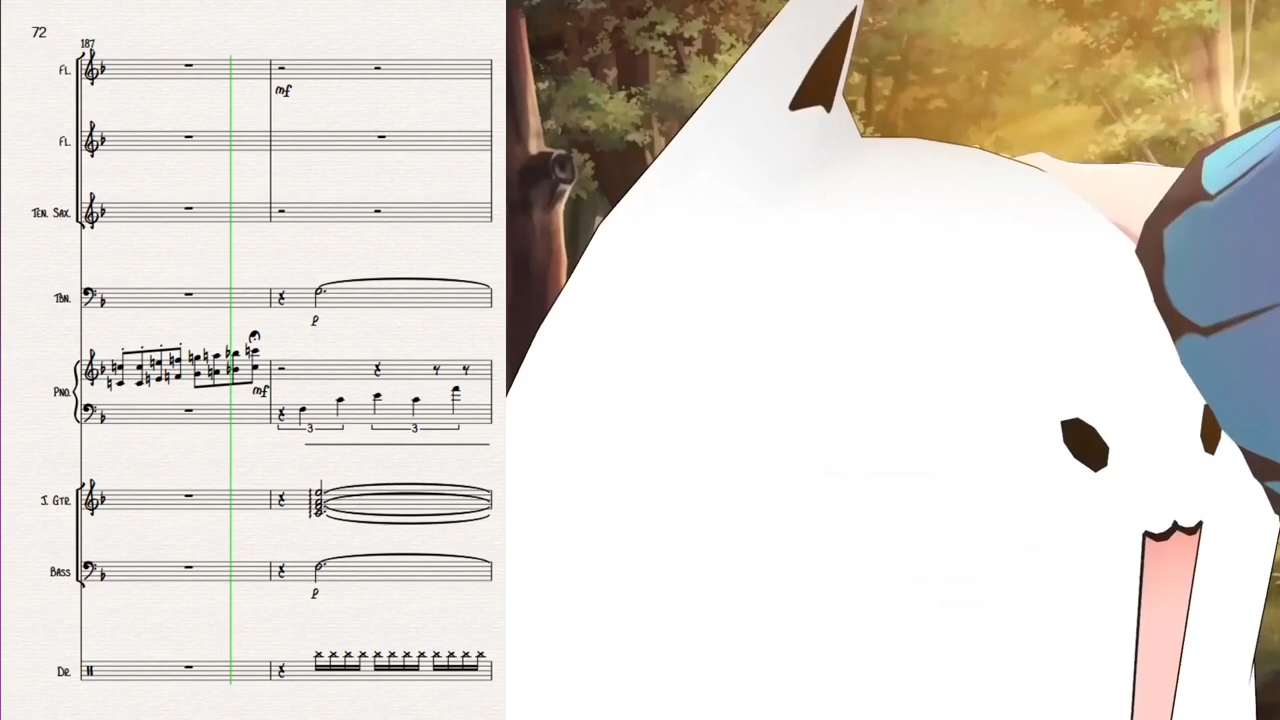 72
187
FL.
mf
FL.
TEN. SAX.
TBN.
p
PNO.
mf
3
3
J. GTR.
BASS
p
DR.